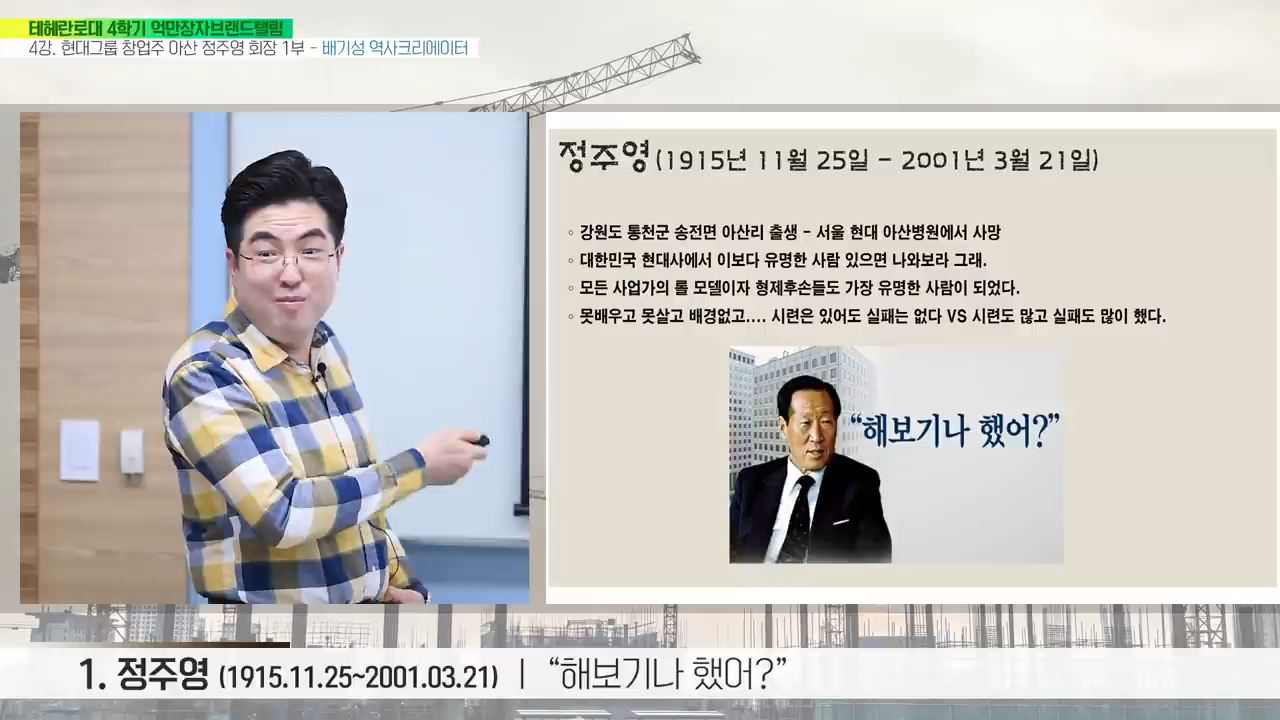 테헤란로대 4학기 억만장자브랜드텔링
4강. 현대그룹 창업주 아산 정주영 회장 1부 - 배기성 역사크리에이터
정주영 (1915년 11월 25일 – 2001년 3월 21일)
◦ 강원도 통천군 송전면 아산리 출생 – 서울 현대 아산병원에서 사망
◦ 대한민국 현대사에서 이보다 유명한 사람 있으면 나와보라 그래.
◦ 모든 사업가의 롤 모델이자 형제후손들도 가장 유명한 사람이 되었다.
◦ 못배우고 못살고 배경없고.... 시련은 있어도 실패는 없다 VS 시련도 많고 실패도 많이 했다.
“해보기나 했어?”
1. 정주영 (1915.11.25~2001.03.21) | “해보기나 했어?”